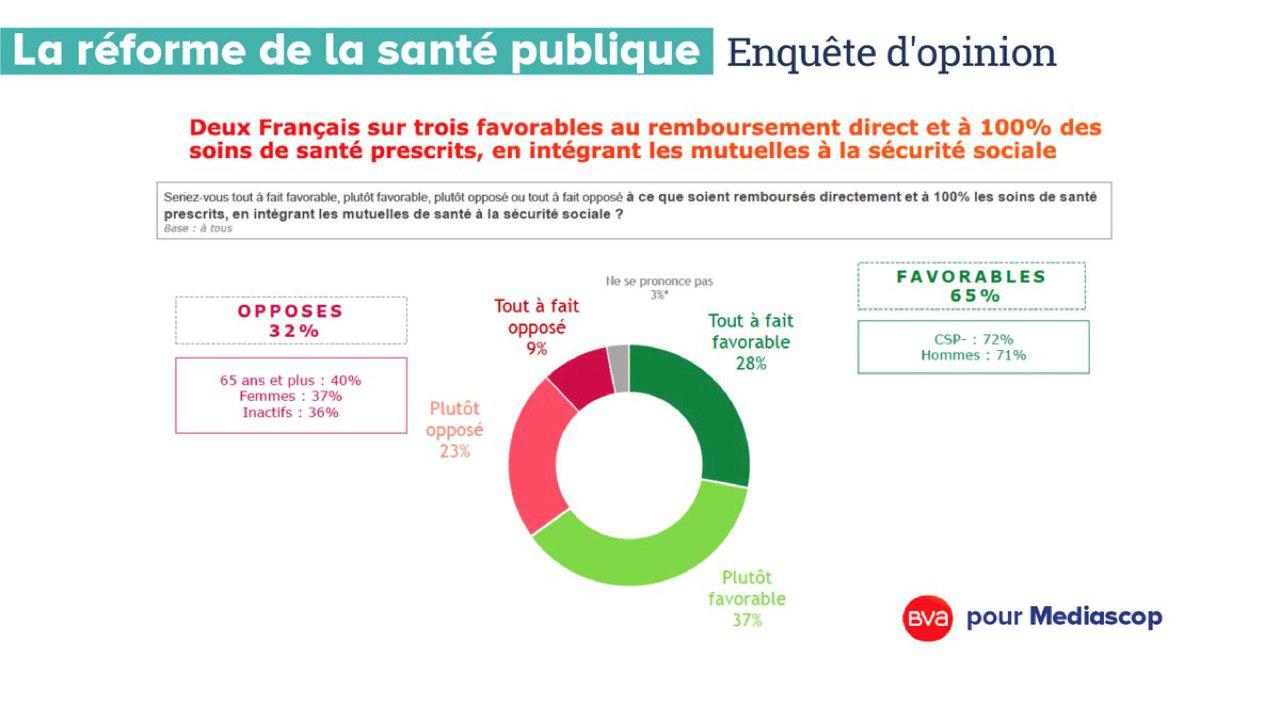 La réforme de la santé publique Enquête d'opinion
Deux Français sur trois favorables au remboursement direct et à 100% des
soins de santé prescrits, en intégrant les mutuelles à la sécurité sociale
Seriez-vous tout à fait favorable, plutôt favorable, plutôt opposé ou tout à fait opposé à ce que soient remboursés directement et à 100% les soins de santé
prescrits, en intégrant les mutuelles de santé à la sécurité sociale ?
Base : à tous
OPPOSES
32%
65 ans et plus : 40%
Femmes : 37%
Inactifs : 36%
Plutôt
opposé
23%
Tout à fait
opposé
9%
Ne se prononce pas
3%*
Tout à fait
favorable
28%
FAVORABLES
65%
CSP- : 72%
Hommes : 71%
Plutôt
favorable
37%
BVA pour Mediascop